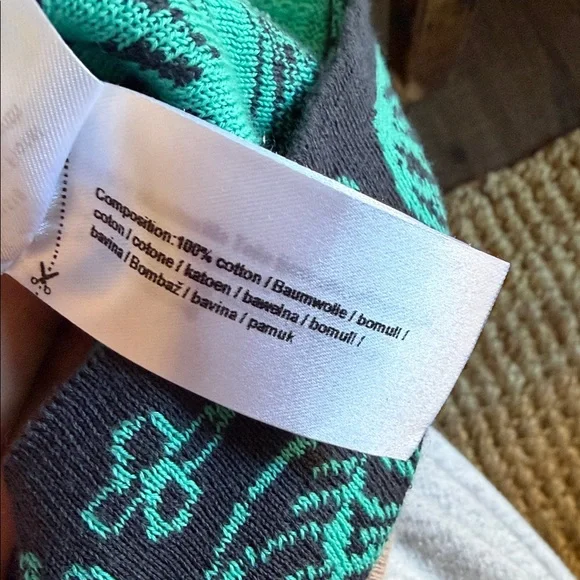 Composition:100% cotton / Baumwolle / bomull /
coton / cotone / katoen / bawełna / bomull /
bavlna / Bombaž / bavlna / pamuk